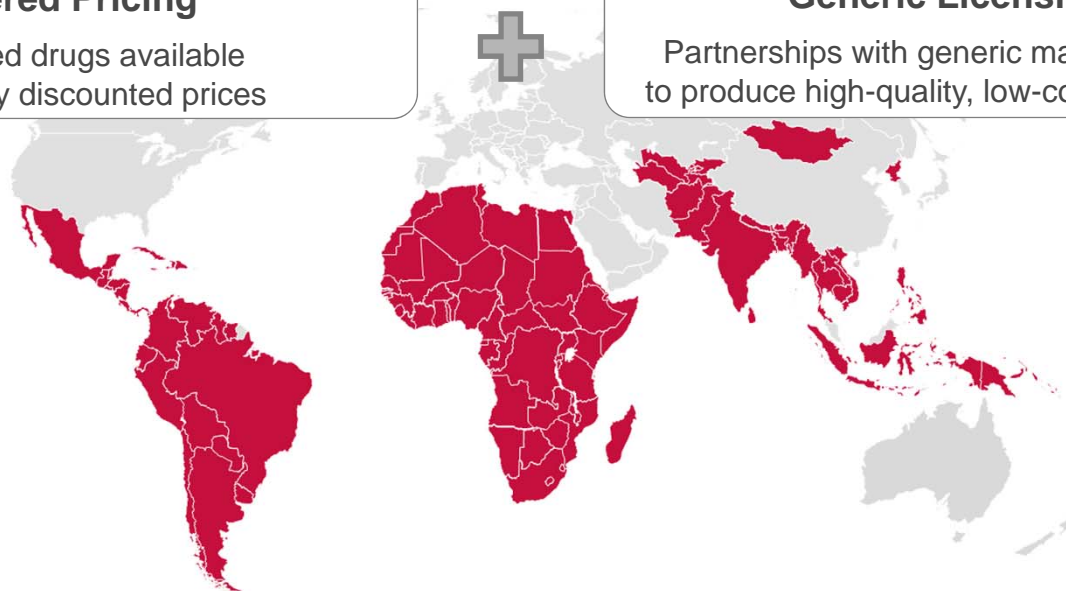 ered Pricing
ed drugs available
y discounted prices
Generic Licensi
Partnerships with generic ma
to produce high-quality, low-co